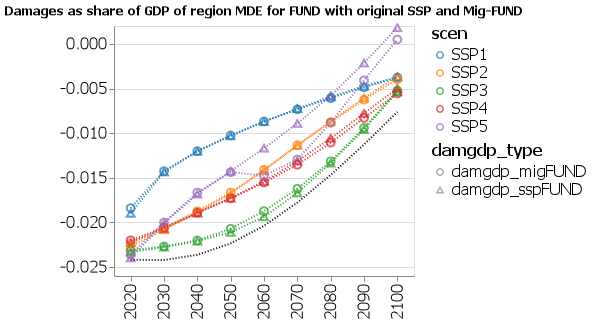 Damages as share of GDP of region MDE for FUND with original SSP and Mig-FUND
0.000
-0.005
-0.010
-0.015
-0.020
-0.025
2020
2030
2040
2050
2060
2070
2080
2090
2100
scen
SSP1
SSP2
SSP3
SSP4
SSP5
damgdp_type
damgdp_migFUND
damgdp_sspFUND